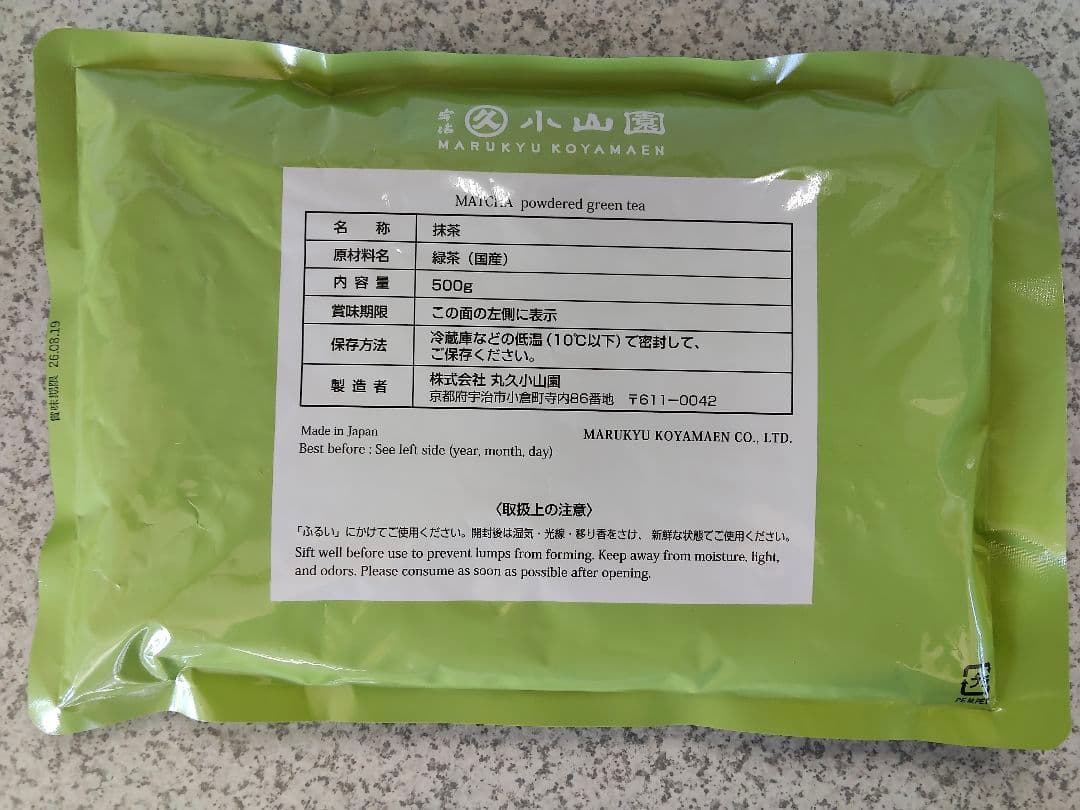 宇治 久 小山園
MARUKYU KOYAMAEN
MATCHA powdered green tea
名 称 抹茶
原材料名 緑茶（国産）
内 容 量 500g
賞味期限 この面の左側に表示
保存方法 冷蔵庫などの低温（10℃以下）で密封して、
ご保存ください。
製 造 者 株式会社 丸久小山園
京都府宇治市小倉町寺内86番地 〒611-0042
Made in Japan
MARUKYU KOYAMAEN CO., LTD.
Best before : See left side (year, month, day)
〈取扱上の注意〉
「ふるい」にかけてご使用ください。開封後は湿気・光線・移り香をさけ、新鮮な状態でご使用ください。
Sift well before use to prevent lumps from forming. Keep away from moisture, light,
and odors. Please consume as soon as possible after opening.
賞味期限 26.08.19
プラ
PE,M,PET